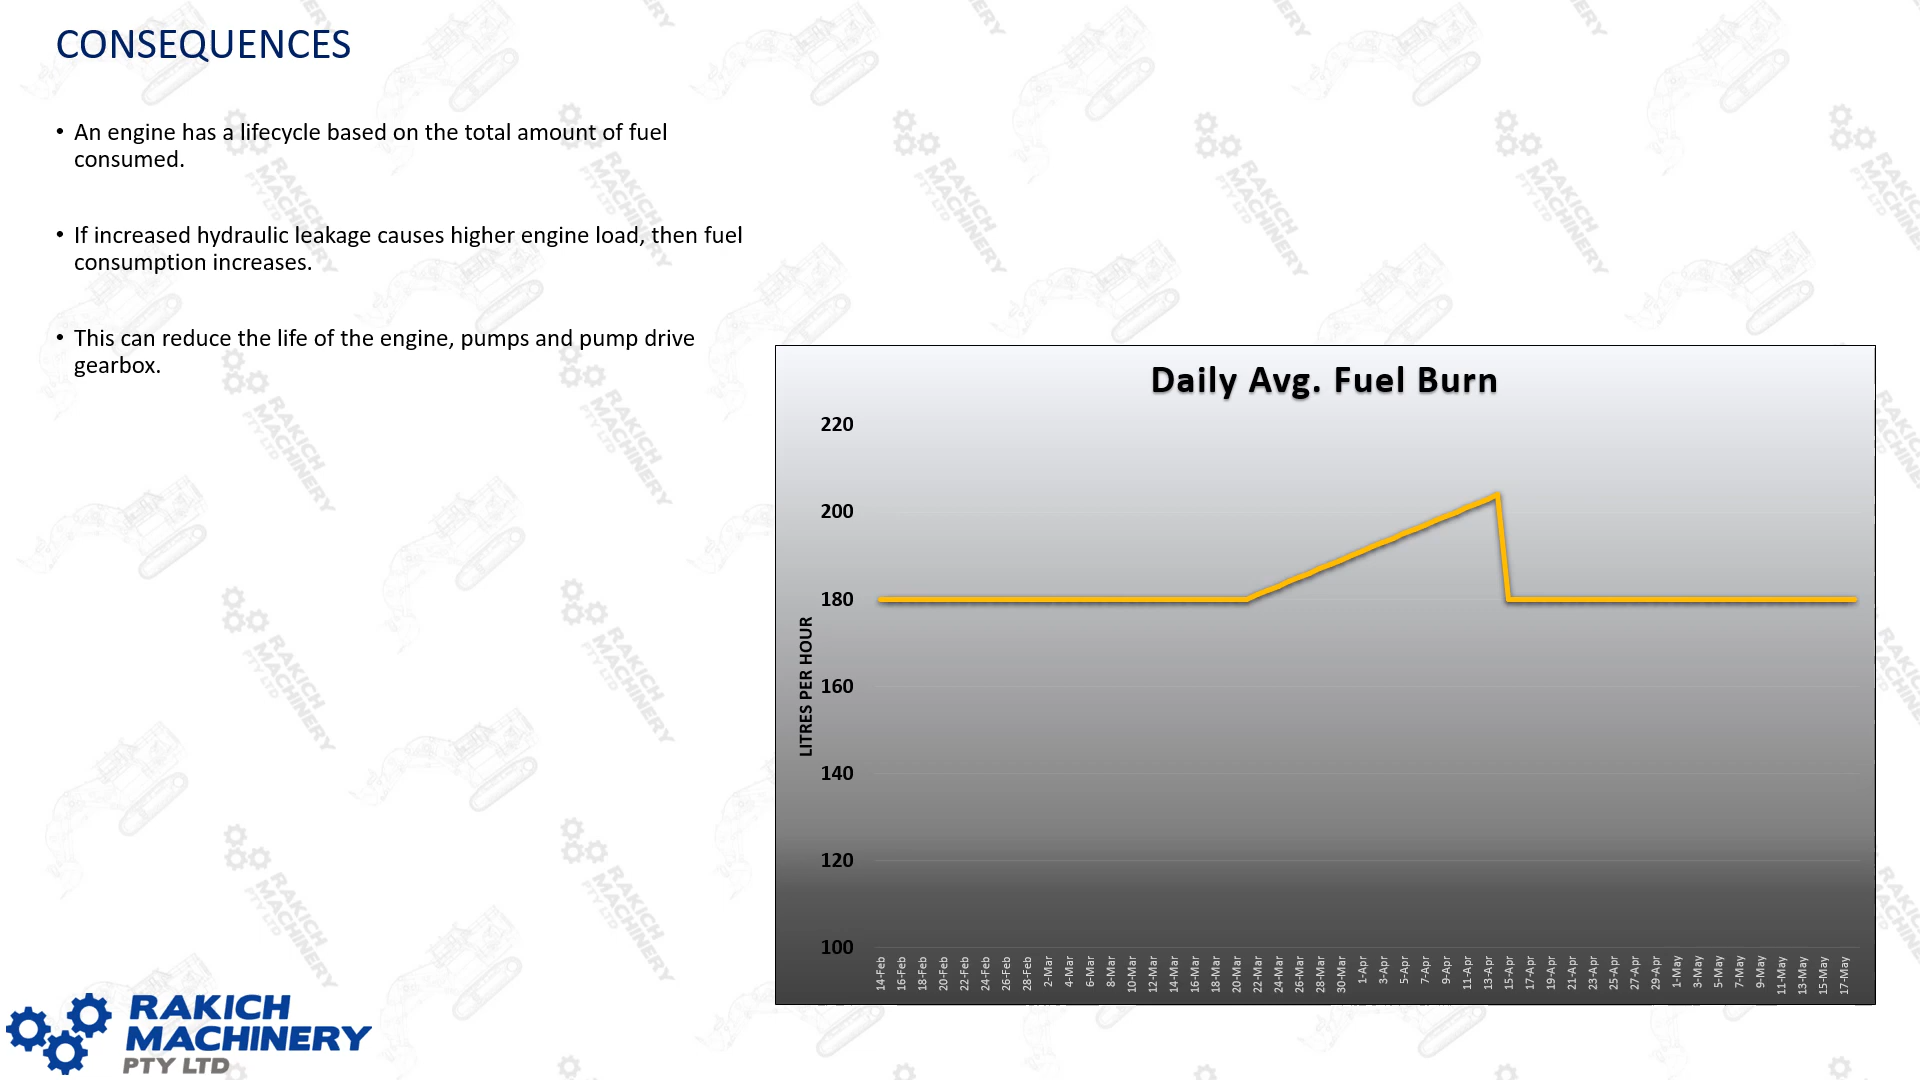 CONSEQUENCES
• An engine has a lifecycle based on the total amount of fuel
consumed.
• If increased hydraulic leakage causes higher engine load, then fuel
consumption increases.
• This can reduce the life of the engine, pumps and pump drive
gearbox.
Daily Avg. Fuel Burn
LITRES PER HOUR
220
200
180
160
140
120
100
14-Feb
16-Feb
18-Feb
20-Feb
22-Feb
24-Feb
26-Feb
28-Feb
2-Mar
4-Mar
6-Mar
8-Mar
10-Mar
12-Mar
14-Mar
16-Mar
18-Mar
20-Mar
22-Mar
24-Mar
26-Mar
28-Mar
30-Mar
1-Apr
3-Apr
5-Apr
7-Apr
9-Apr
11-Apr
13-Apr
15-Apr
17-Apr
19-Apr
21-Apr
23-Apr
25-Apr
27-Apr
29-Apr
1-May
3-May
5-May
7-May
9-May
11-May
13-May
15-May
17-May
RAKICH
MACHINERY
PTY LTD